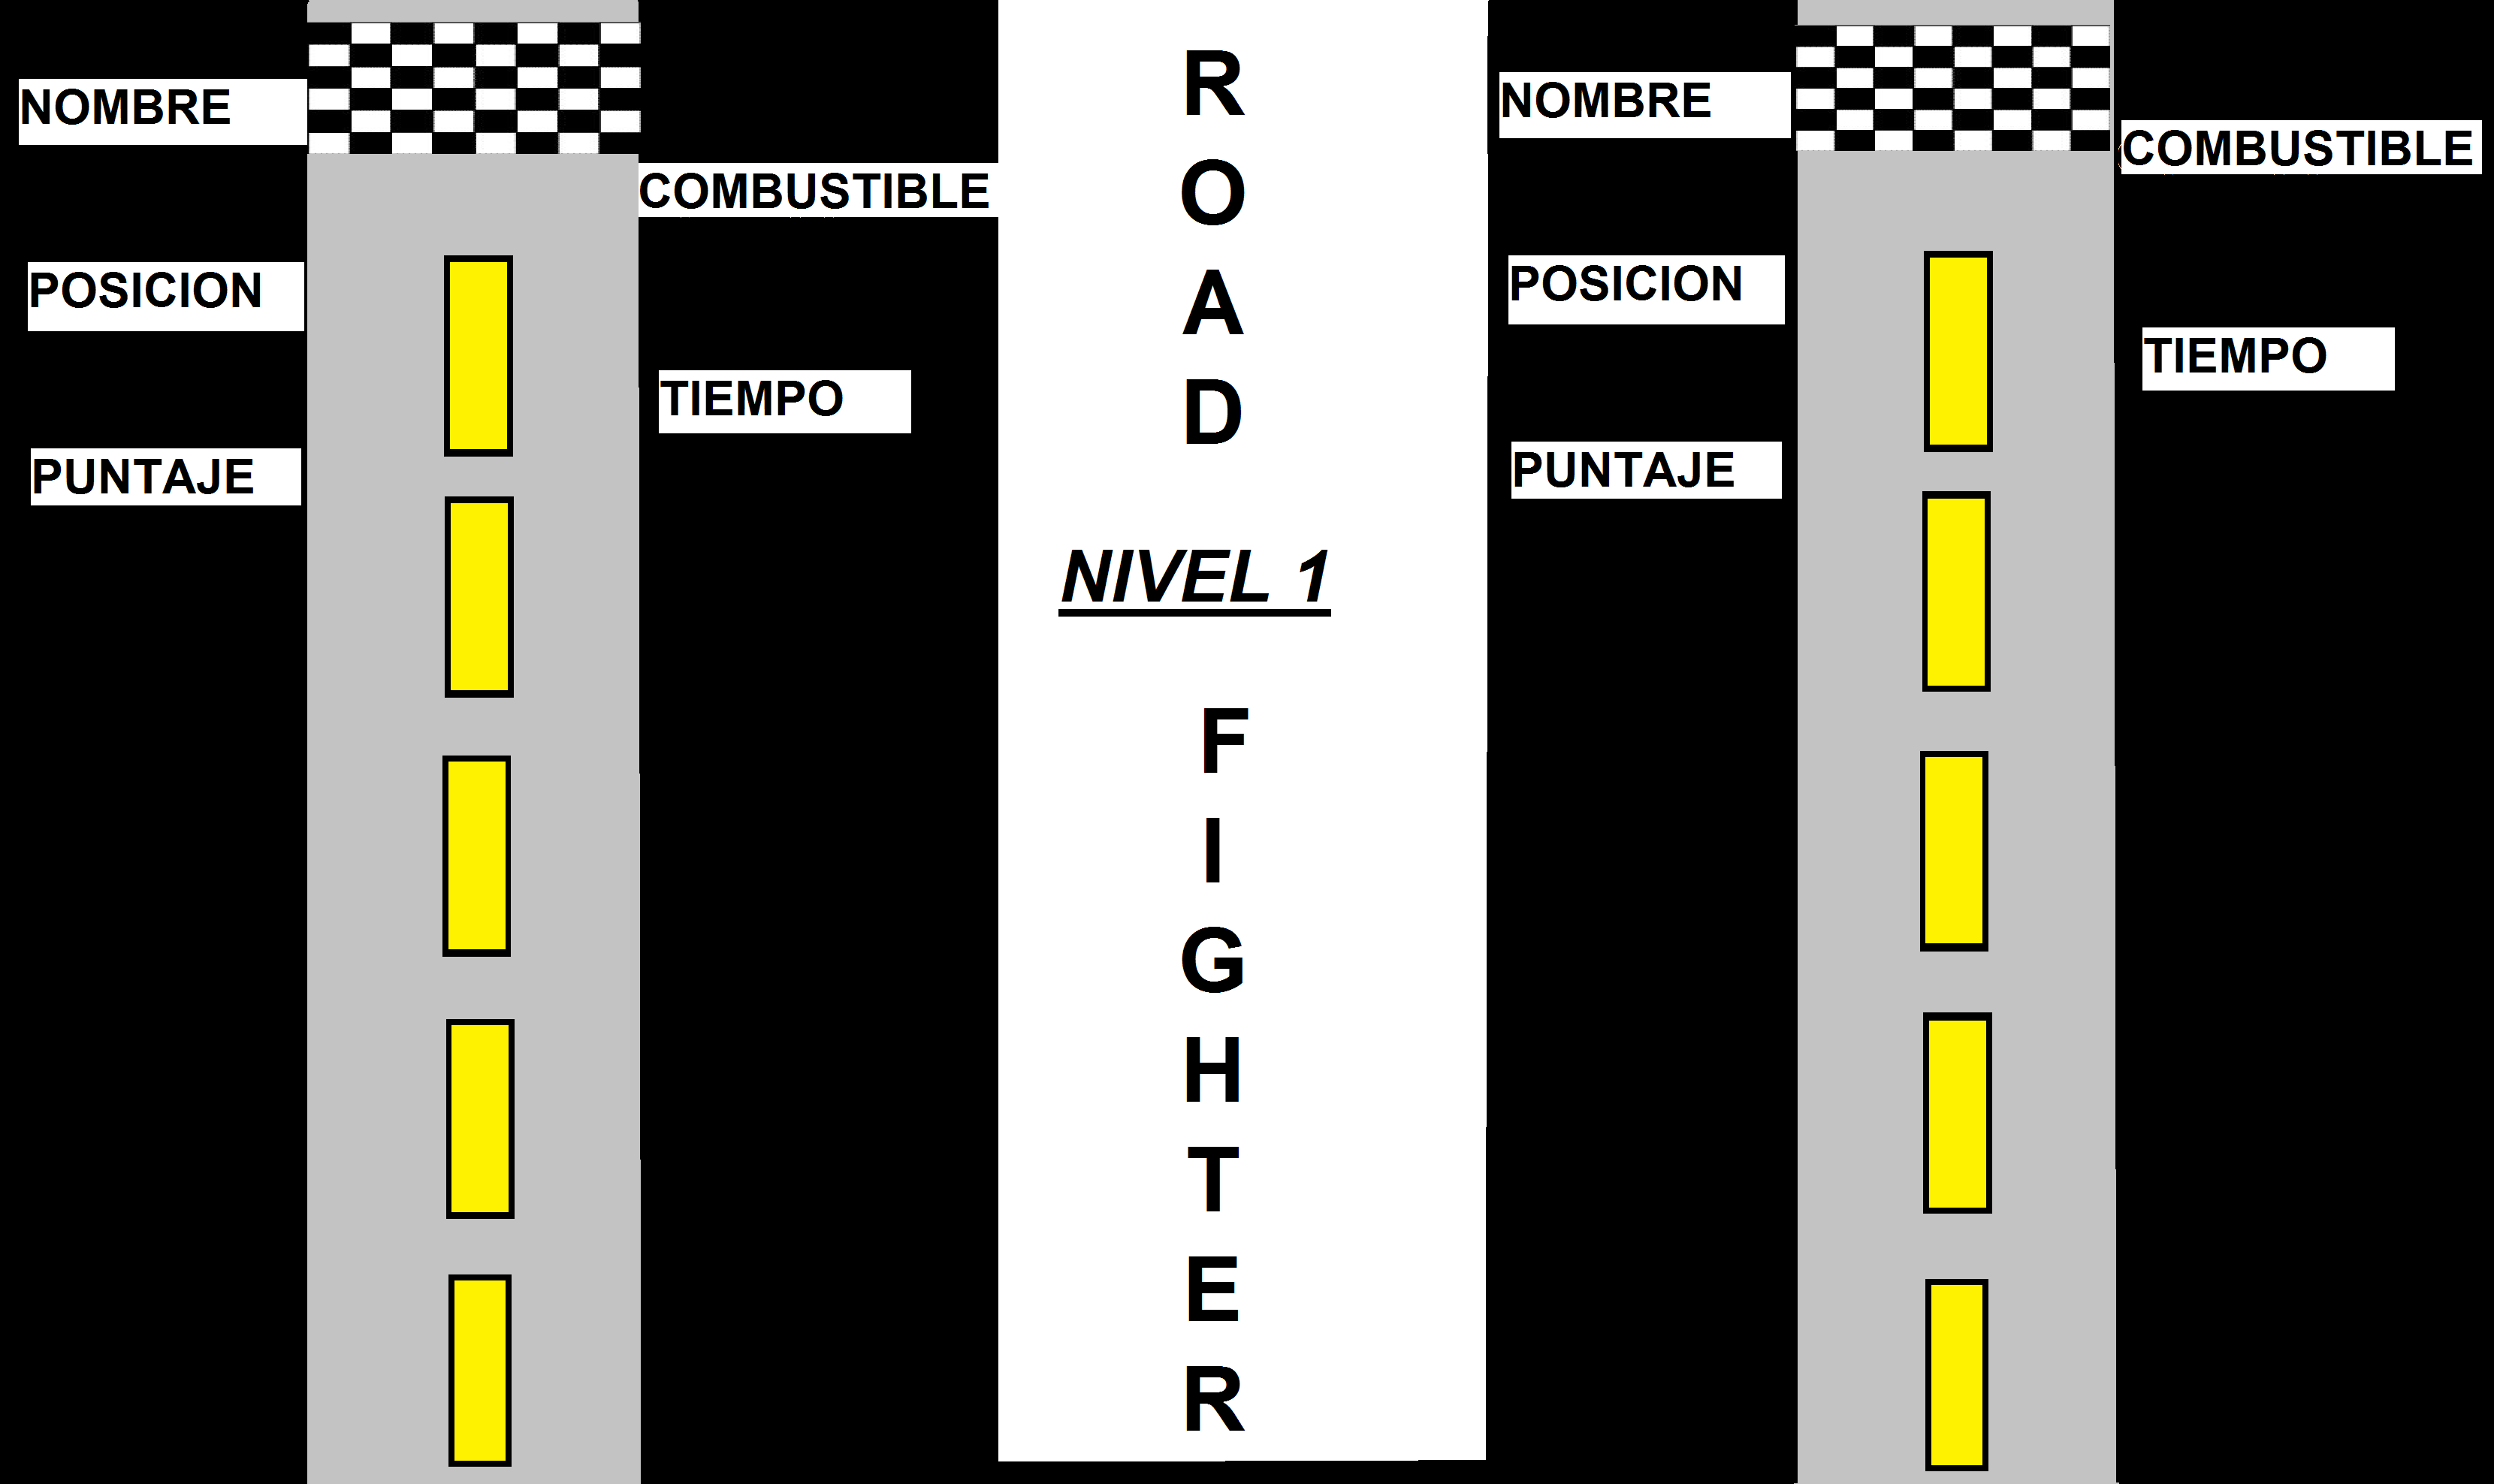 NOMBRE
COMBUSTIBLE
POSICION
TIEMPO
PUNTAJE
R
O
A
D
NIVEL 1
F
I
G
H
T
E
R
NOMBRE
COMBUSTIBLE
POSICION
TIEMPO
PUNTAJE